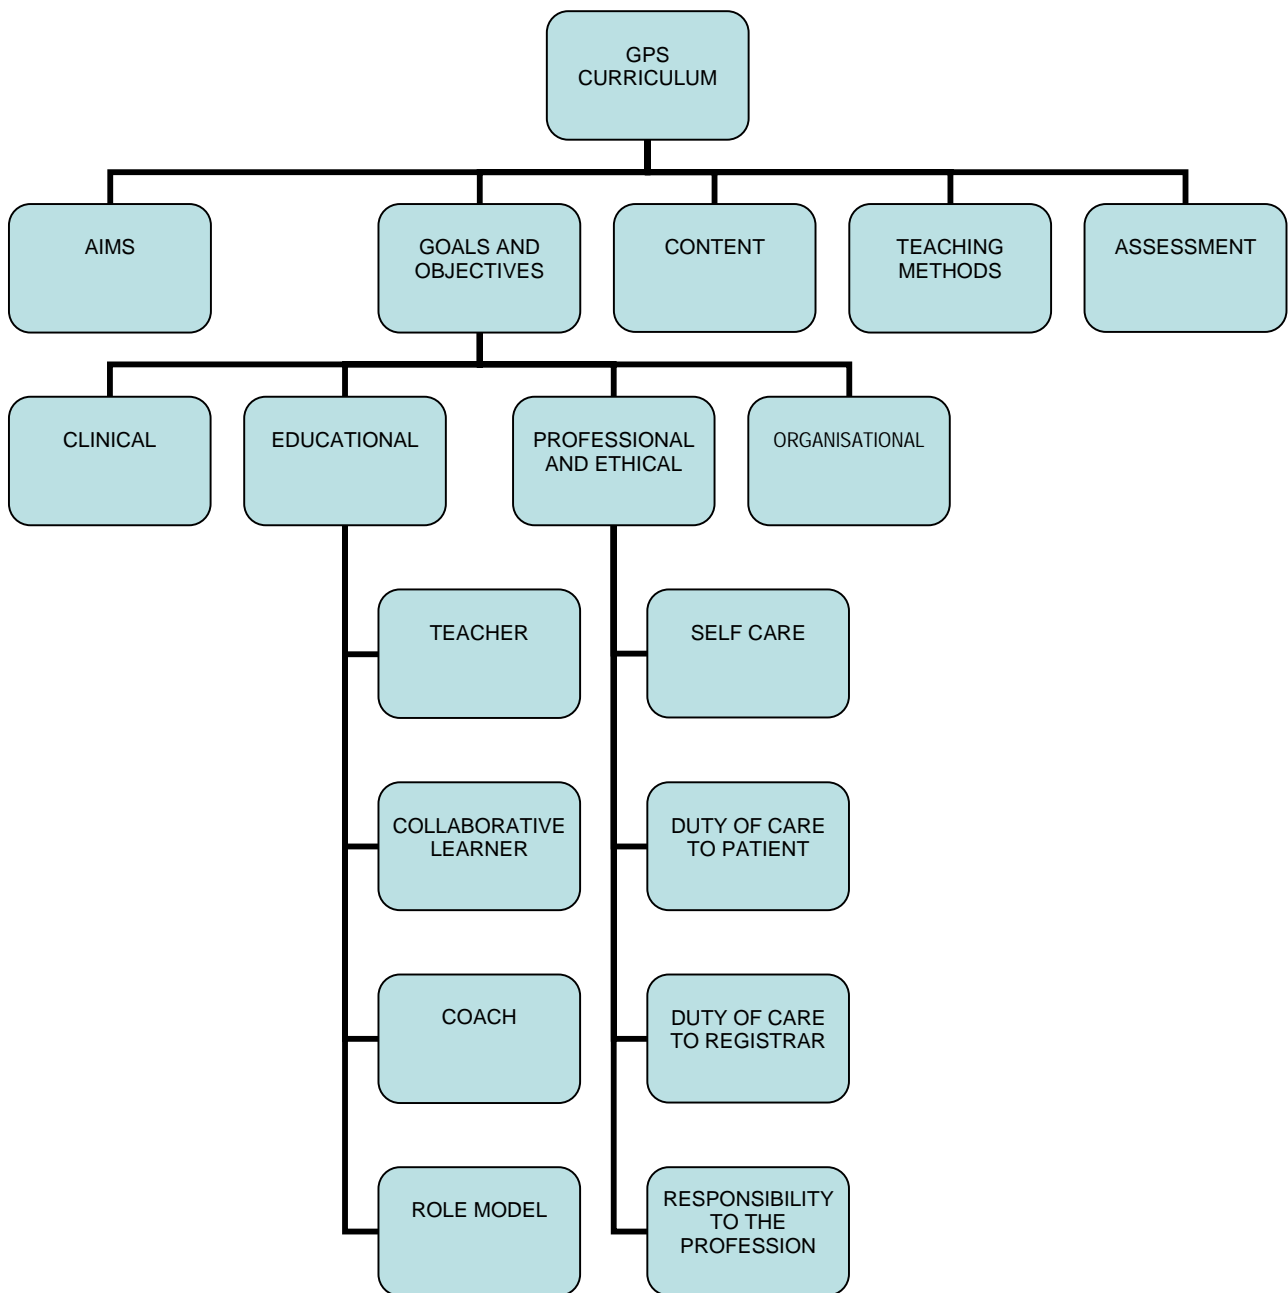 GPS
CURRICULUM
AIMS
GOALS AND
OBJECTIVES
CONTENT
TEACHING
METHODS
ASSESSMENT
CLINICAL
EDUCATIONAL
PROFESSIONAL
AND ETHICAL
ORGANISATIONAL
TEACHER
SELF CARE
COLLABORATIVE
LEARNER
DUTY OF CARE
TO PATIENT
COACH
DUTY OF CARE
TO REGISTRAR
ROLE MODEL
RESPONSIBILITY
TO THE
PROFESSION